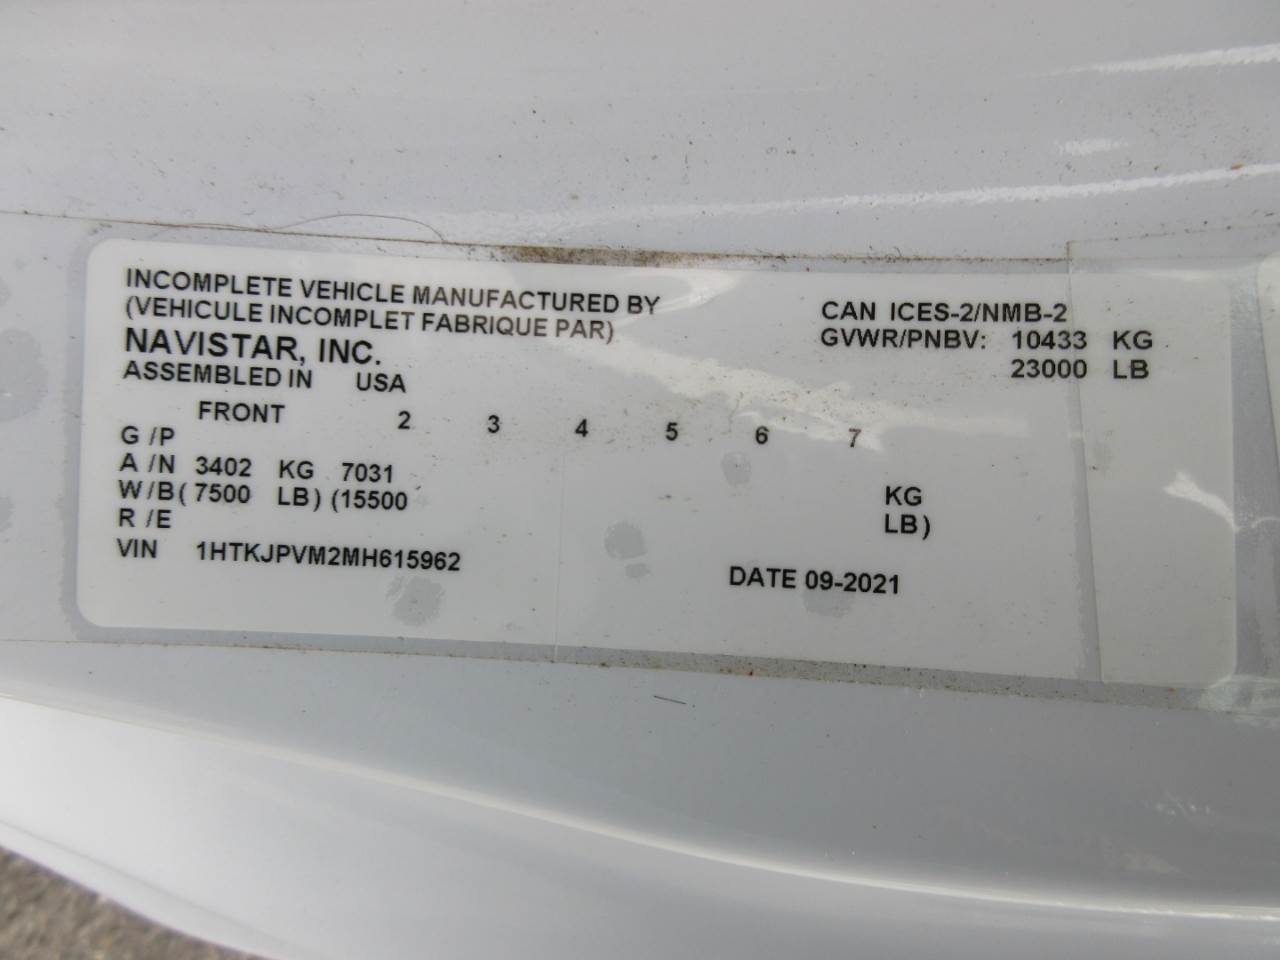 INCOMPLETE VEHICLE MANUFACTURED BY
(VEHICULE INCOMPLET FABRIQUE PAR)
NAVISTAR, INC.
ASSEMBLED IN USA
CAN ICES-2/NMB-2
GVWR/PNBV: 10433 KG
23000 LB
FRONT 2 3 4 5 6 7
G /P
A /N 3402 KG 7031 KG
W/B( 7500 LB) (15500 LB)
R /E
VIN 1HTKJPVM2MH615962
DATE 09-2021